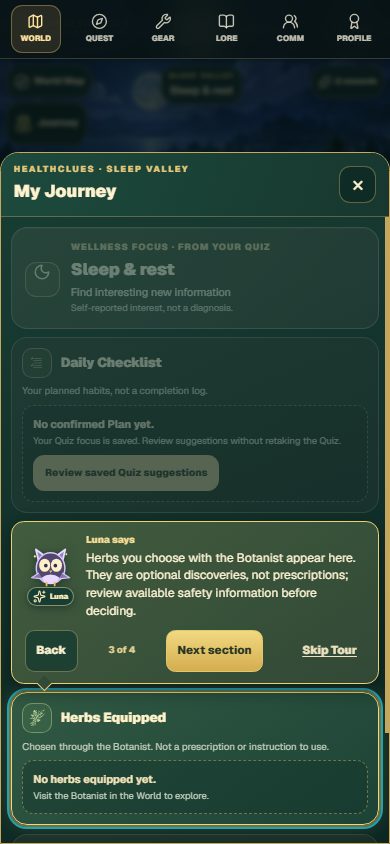 WORLD
QUEST
GEAR
LORE
COMM
PROFILE
World Map
Sleep & rest
Journey
HEALTHCLUES · SLEEP VALLEY
My Journey
WELLNESS FOCUS · FROM YOUR QUIZ
Sleep & rest
Find interesting new information
Self-reported interest, not a diagnosis.
Daily Checklist
Your planned habits, not a completion log.
No confirmed Plan yet.
Your Quiz focus is saved. Review suggestions without retaking the Quiz.
Review saved Quiz suggestions
Luna says
Herbs you choose with the Botanist appear here.
They are optional discoveries, not prescriptions;
review available safety information before
deciding.
Luna
Back
3 of 4
Next section
Skip Tour
Herbs Equipped
Chosen through the Botanist. Not a prescription or instruction to use.
No herbs equipped yet.
Visit the Botanist in the World to explore.